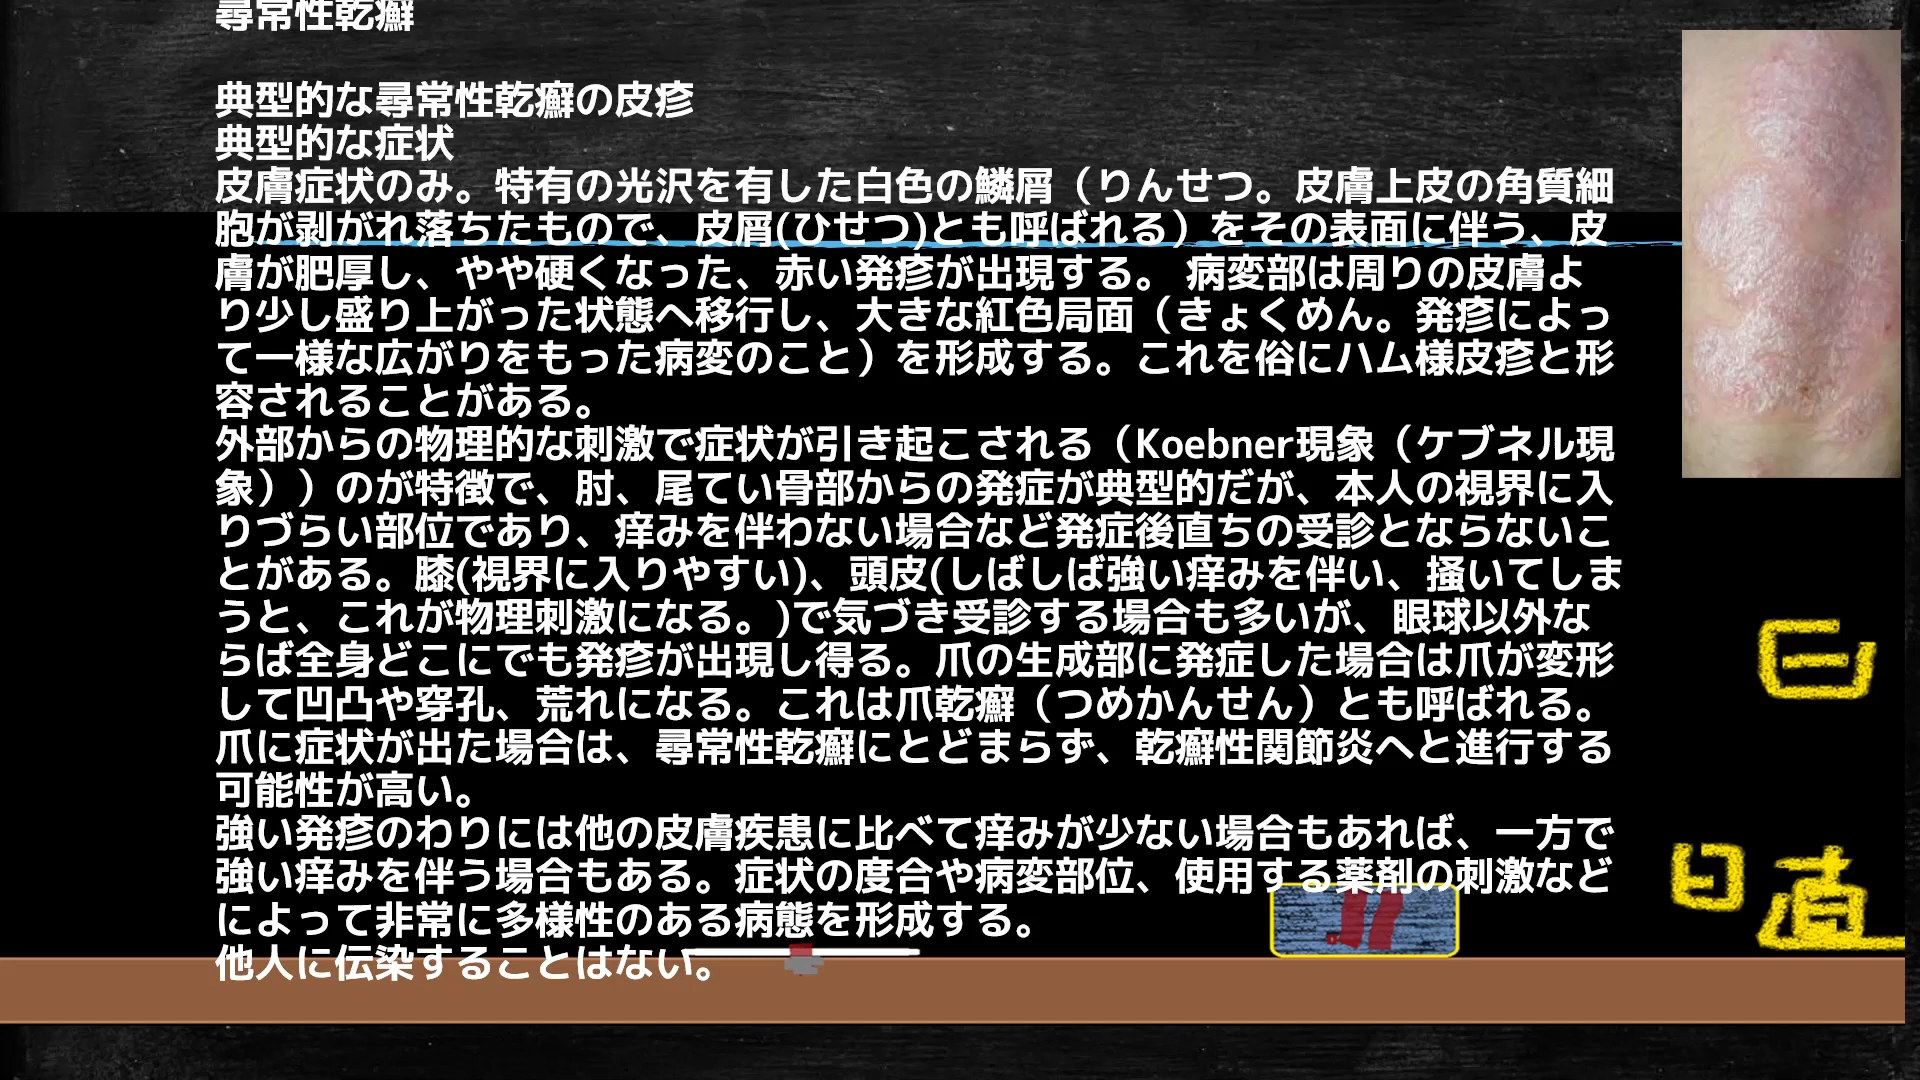 尋常性乾癬
典型的な尋常性乾癬の皮疹
典型的な症状
皮膚症状のみ。特有の光沢を有した白色の鱗屑（りんせつ。皮膚上皮の角質細
胞が剥がれ落ちたもので、皮屑(ひせつ)とも呼ばれる）をその表面に伴う、皮
膚が肥厚し、やや硬くなった、赤い発疹が出現する。 病変部は周りの皮膚よ
り少し盛り上がった状態へ移行し、大きな紅色局面（きょくめん。発疹によっ
て一様な広がりをもった病変のこと）を形成する。これを俗にハム様皮疹と形
容されることがある。
外部からの物理的な刺激で症状が引き起こされる（Koebner現象（ケブネル現
象））のが特徴で、肘、尾てい骨部からの発症が典型的だが、本人の視界に入
りづらい部位であり、痒みを伴わない場合など発症後直ちの受診とならないこ
とがある。膝(視界に入りやすい)、頭皮(しばしば強い痒みを伴い、掻いてしま
うと、これが物理刺激になる。)で気づき受診する場合も多いが、眼球以外な
らば全身どこにでも発疹が出現し得る。爪の生成部に発症した場合は爪が変形
して凹凸や穿孔、荒れになる。これは爪乾癬（つめかんせん）とも呼ばれる。
爪に症状が出た場合は、尋常性乾癬にとどまらず、乾癬性関節炎へと進行する
可能性が高い。
強い発疹のわりには他の皮膚疾患に比べて痒みが少ない場合もあれば、一方で
強い痒みを伴う場合もある。症状の度合や病変部位、使用する薬剤の刺激など
によって非常に多様性のある病態を形成する。
他人に伝染することはない。
日直